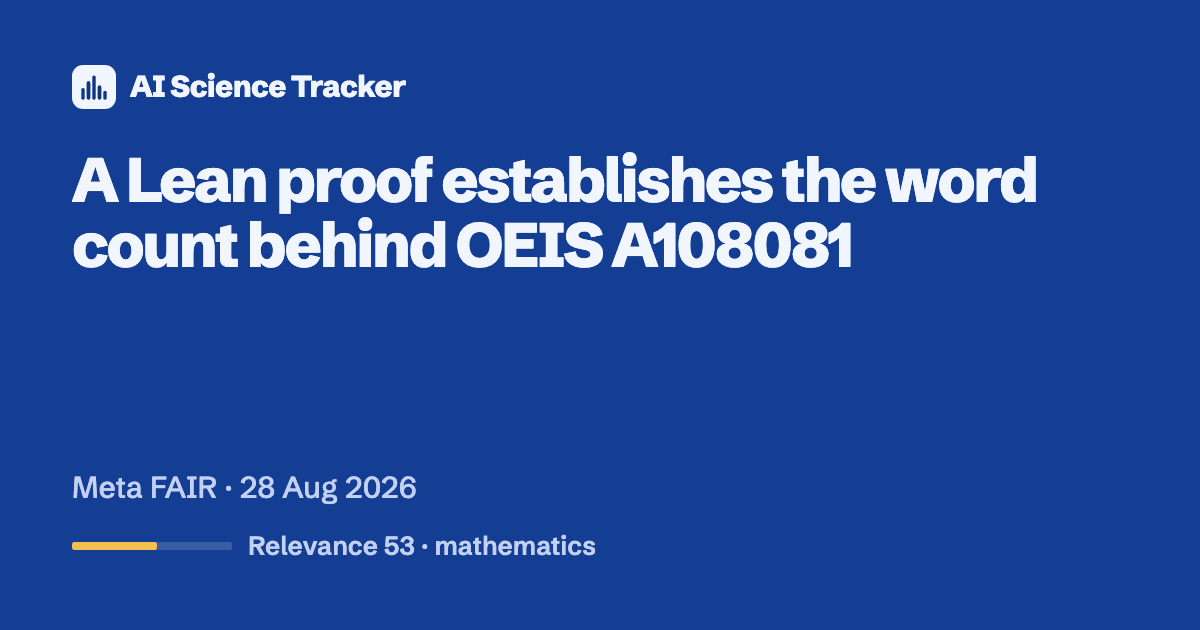 AI Science Tracker
A Lean proof establishes the word
count behind OEIS A108081
Meta FAIR · 28 Aug 2026
Relevance 53 · mathematics